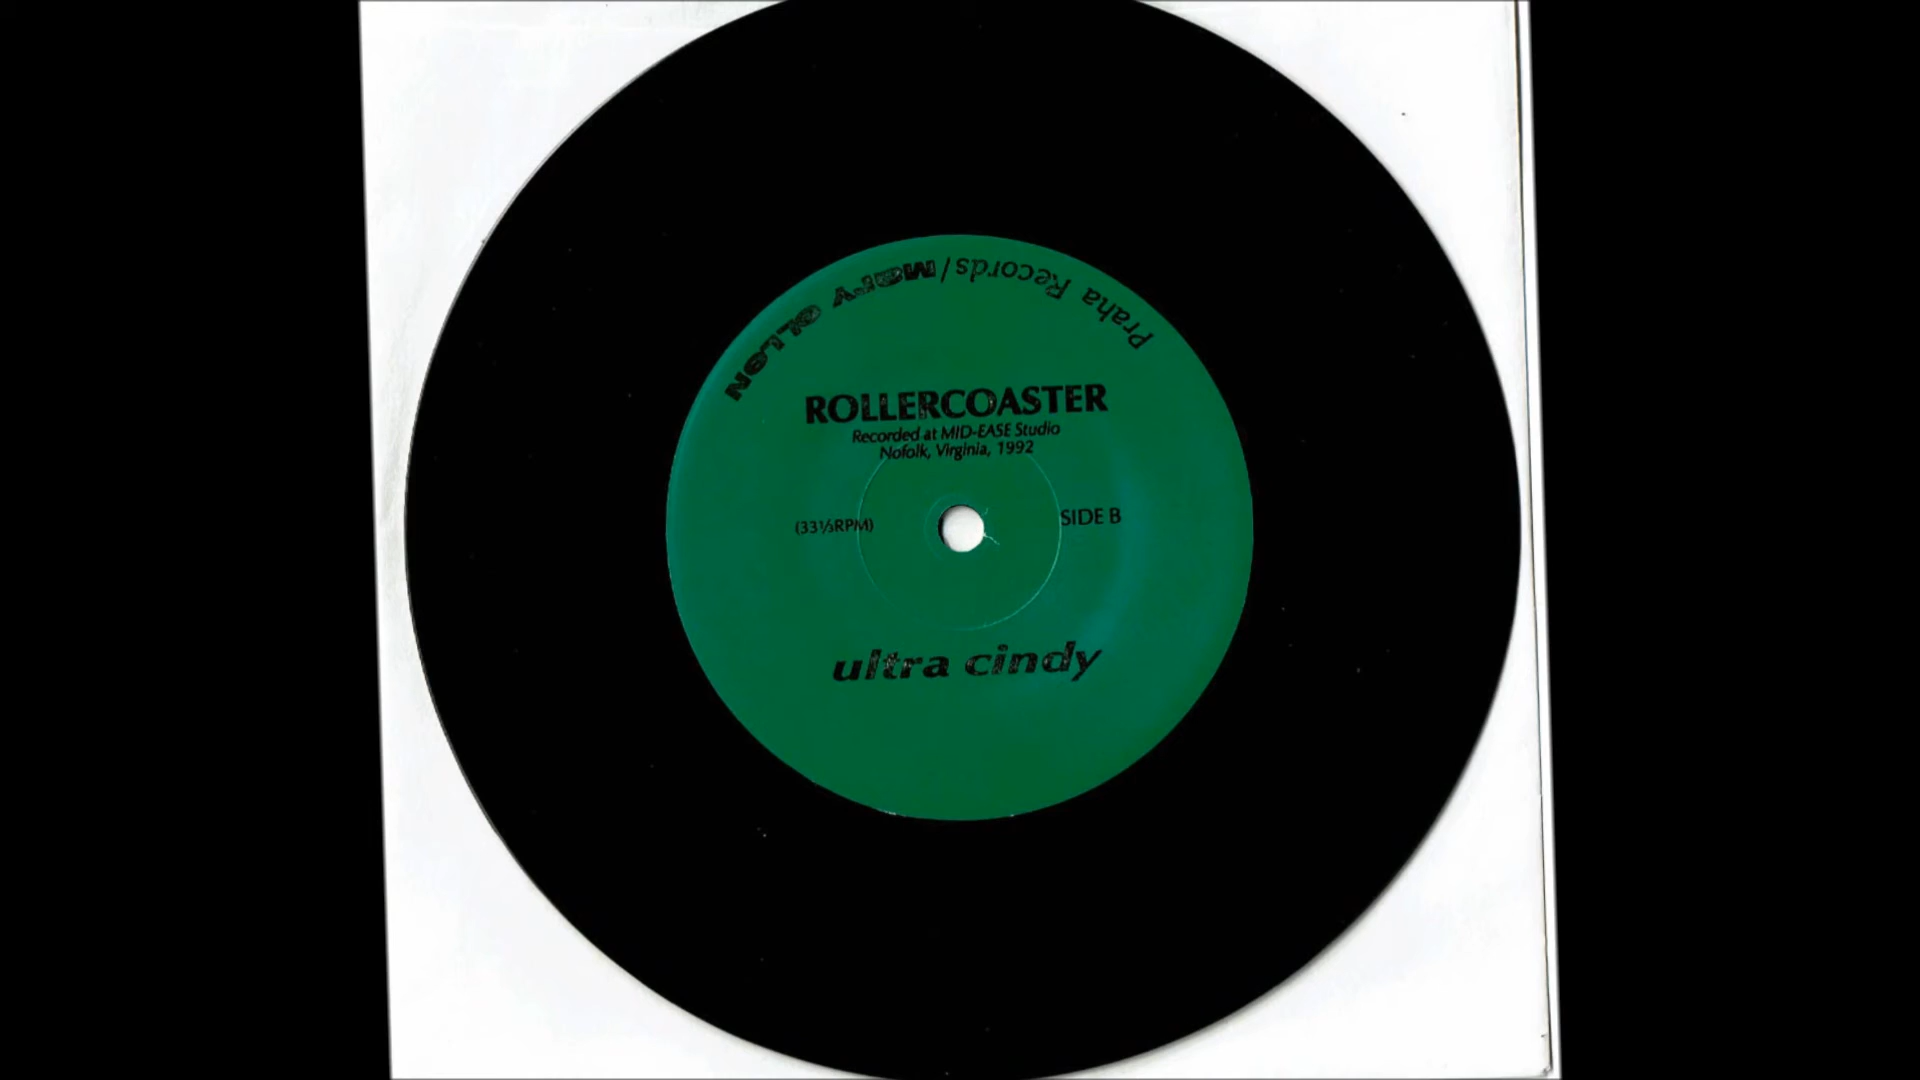 Praha Records/Mary Ellen
ROLLERCOASTER
Recorded at MID-EASE Studio
Nofolk, Virginia, 1992
(33⅓RPM)
SIDE B
ultra cindy